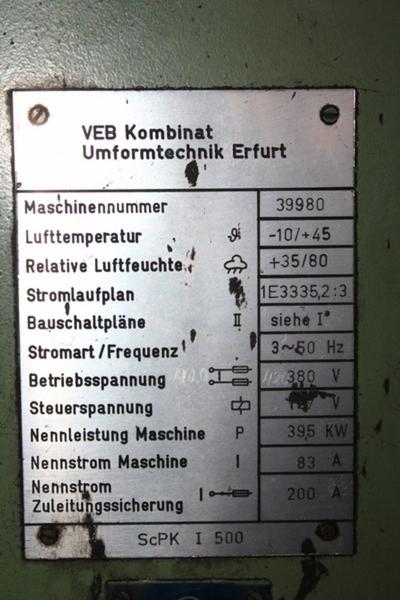 VEB Kombinat
Umformtechnik Erfurt
Maschinennummer 39980
Lufttemperatur ϑ -10/+45
Relative Luftfeuchte +35/80
Stromlaufplan 1E3335,2:3
Bauschaltpläne II siehe I
Stromart/Frequenz 3~50 Hz
Betriebsspannung 380 V
Steuerspannung V
Nennleistung Maschine P 39,5 KW
Nennstrom Maschine I 83 A
Nennstrom
Zuleitungssicherung I 200 A
ScPK I 500